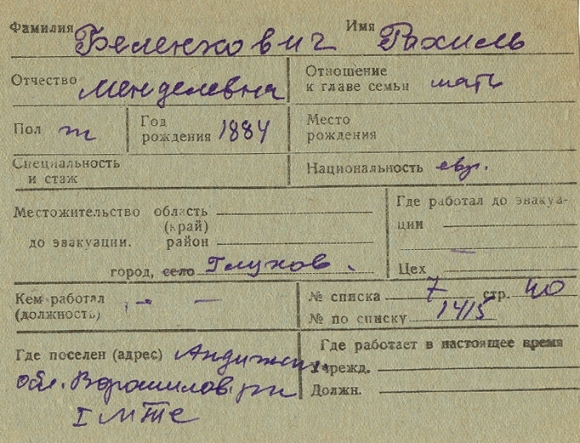 Фамилия Беленкович Имя Рахиль
Отчество Менделевна Отношение к главе семьи мать
Пол ж Год рождения 1884 Место рождения
Специальность и стаж Национальность евр.
Местожительство область (край)
до эвакуации. район
город, село Глухов.
Где работал до эвакуации —
Цех
Кем работал (должность) - —
№ списка 7 стр. 40
№ по списку 1415
Где поселен (адрес) Андижан
обл. Ворошилов. рн
I МТС
Где работает в настоящее время
Учрежд.
Должн.